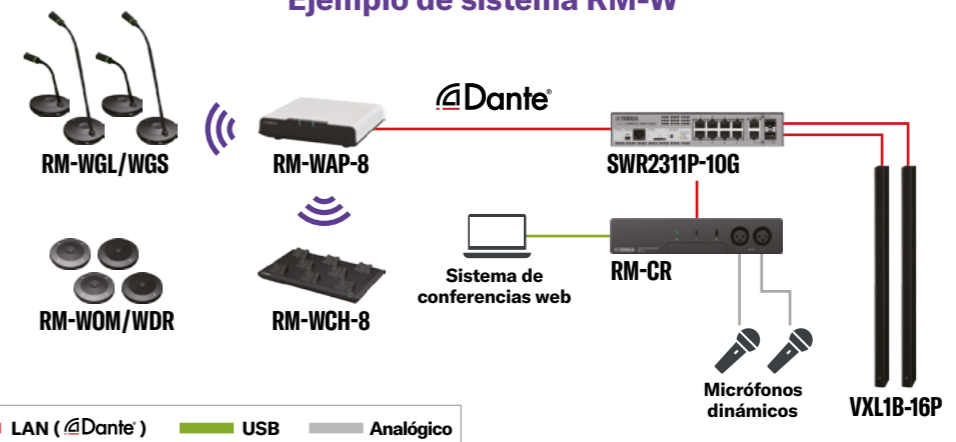 Ejemplo de sistema RM-W
Dante
RM-WGL/WGS
RM-WAP-8
SWR2311P-10G
YAMAHA
Sistema de
conferencias web
RM-CR
RM-WOM/WDR
RM-WCH-8
Micrófonos
dinámicos
VXL1B-16P
LAN ( Dante )
USB
Analógico